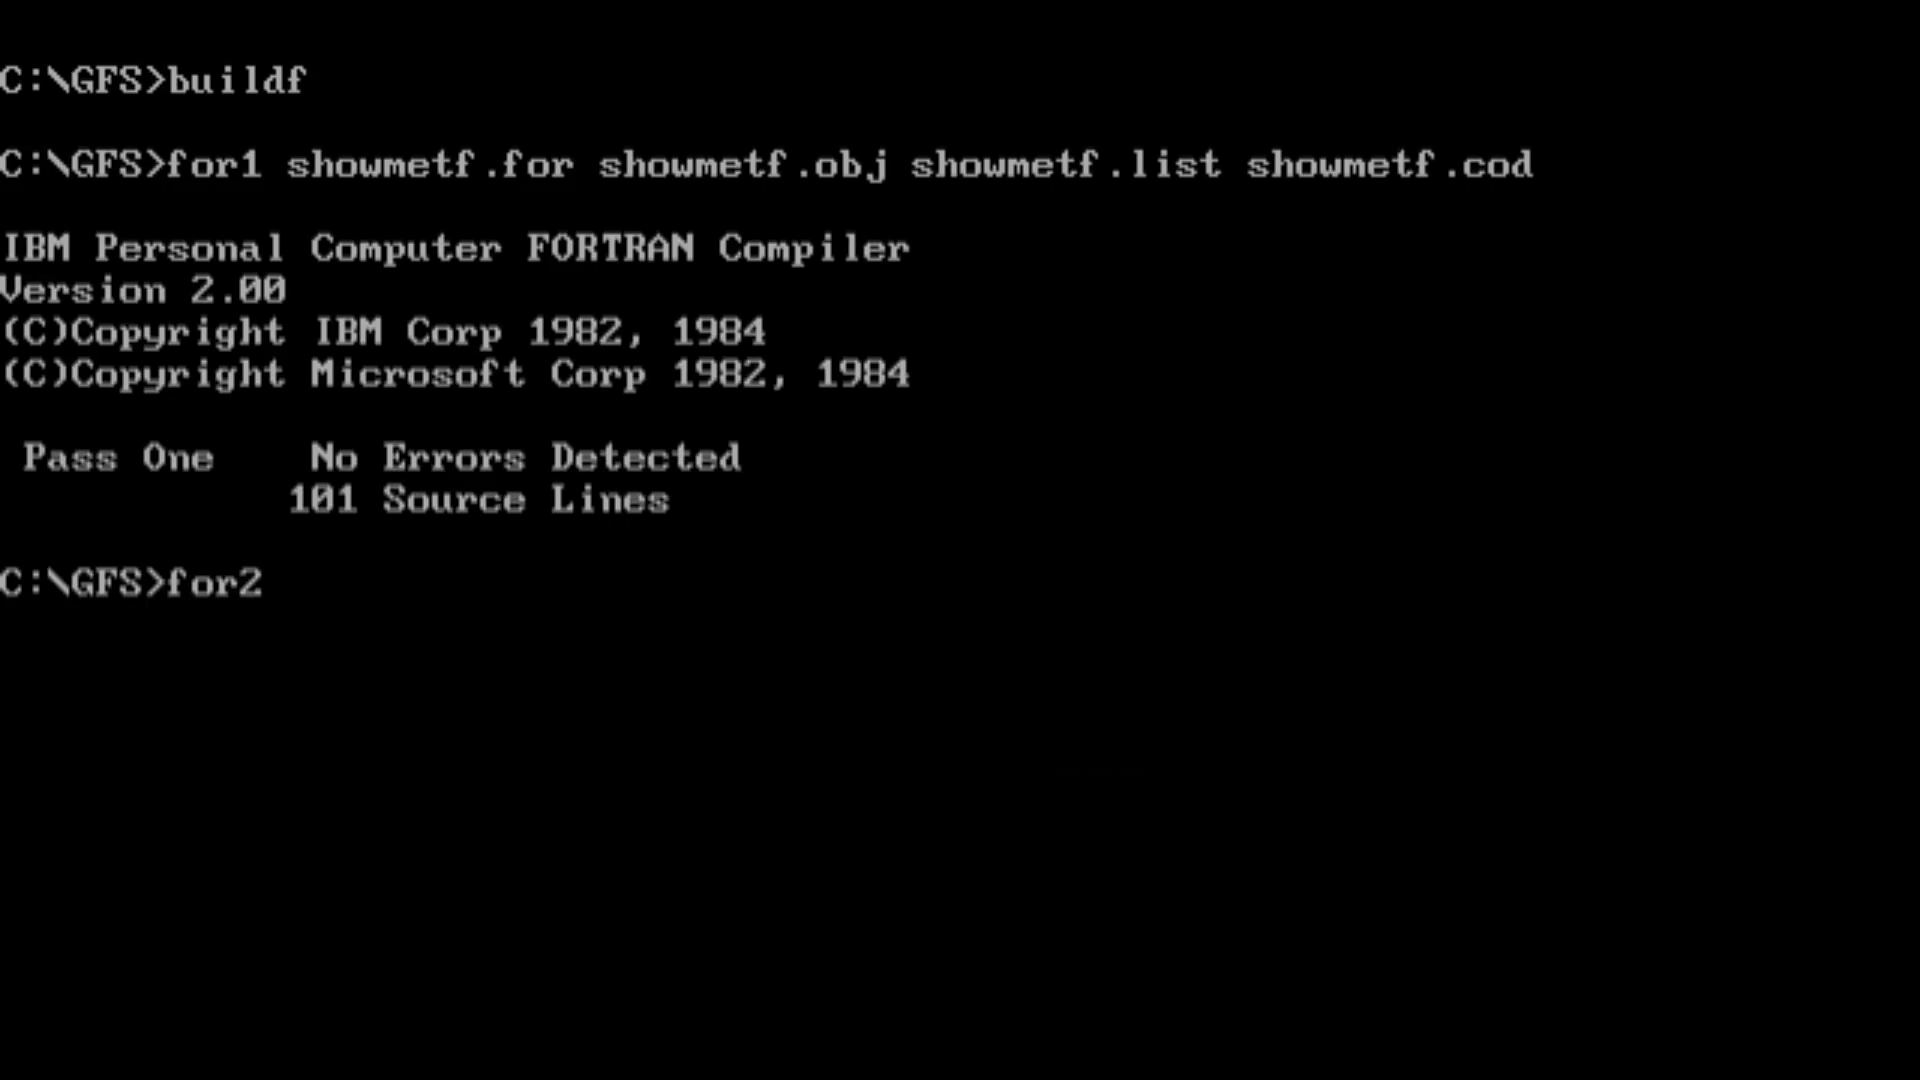 C:\GFS>buildf
C:\GFS>for1 showmetf.for showmetf.obj showmetf.list showmetf.cod
IBM Personal Computer FORTRAN Compiler
Version 2.00
(C)Copyright IBM Corp 1982, 1984
(C)Copyright Microsoft Corp 1982, 1984
Pass One    No Errors Detected
101 Source Lines
C:\GFS>for2